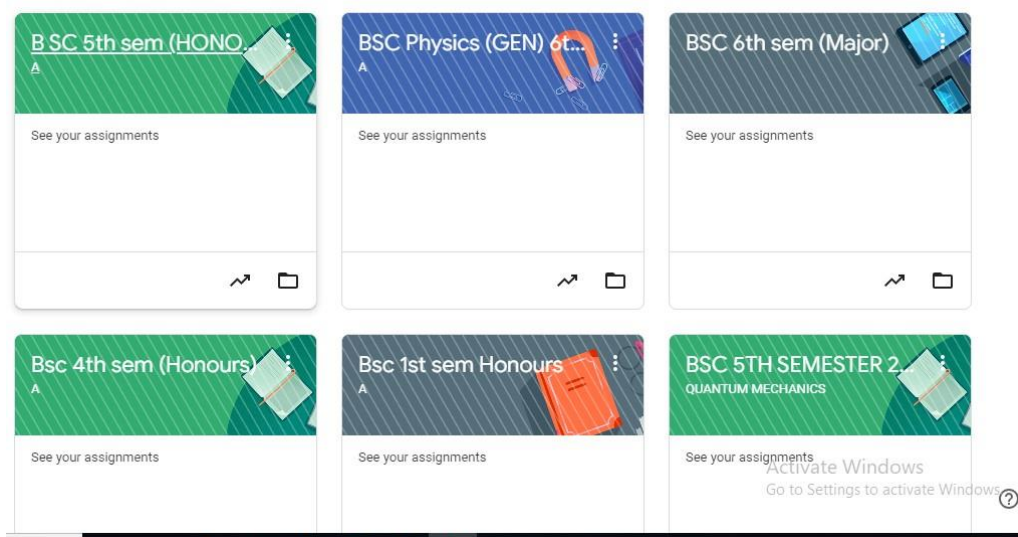 B SC 5th sem (HONO...
A
See your assignments
BSC Physics (GEN) 6t...
A
See your assignments
BSC 6th sem (Major)
See your assignments
Bsc 4th sem (Honours)
A
See your assignments
Bsc 1st sem Honours
A
See your assignments
BSC 5TH SEMESTER 2...
QUANTUM MECHANICS
See your assignments
Activate Windows
Go to Settings to activate Windows.